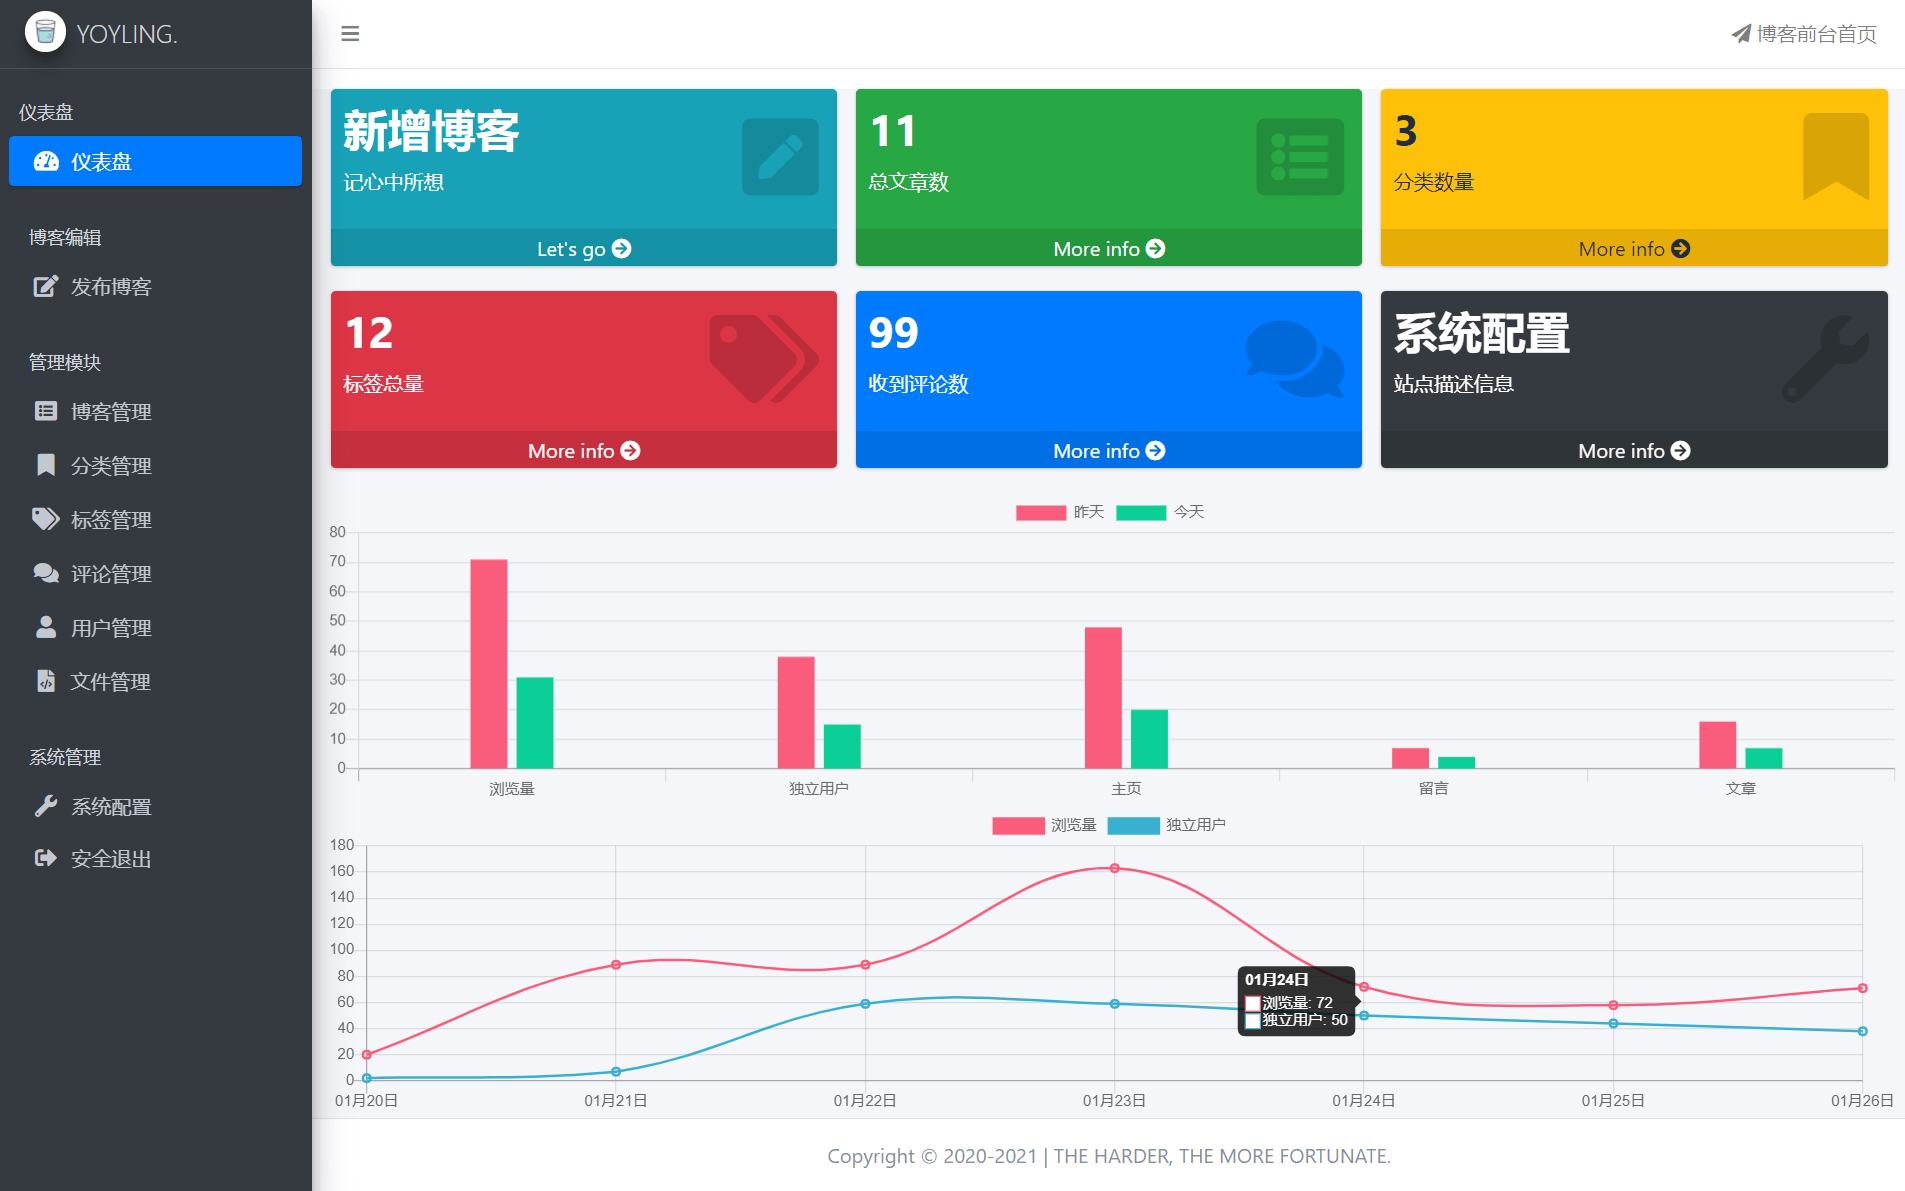 YOYLING.
博客前台首页
仪表盘
仪表盘
博客编辑
发布博客
管理模块
博客管理
分类管理
标签管理
评论管理
用户管理
文件管理
系统管理
系统配置
安全退出
新增博客
记心中所想
Let's go
11
总文章数
More info
3
分类数量
More info
12
标签总量
More info
99
收到评论数
More info
系统配置
站点描述信息
More info
昨天 今天
80
70
60
50
40
30
20
10
0
浏览量 独立用户 主页 留言 文章
浏览量 独立用户
180
160
140
120
100
80
60
40
20
0
01月24日
浏览量: 72
独立用户: 50
01月20日 01月21日 01月22日 01月23日 01月24日 01月25日 01月26日
Copyright © 2020-2021 | THE HARDER, THE MORE FORTUNATE.